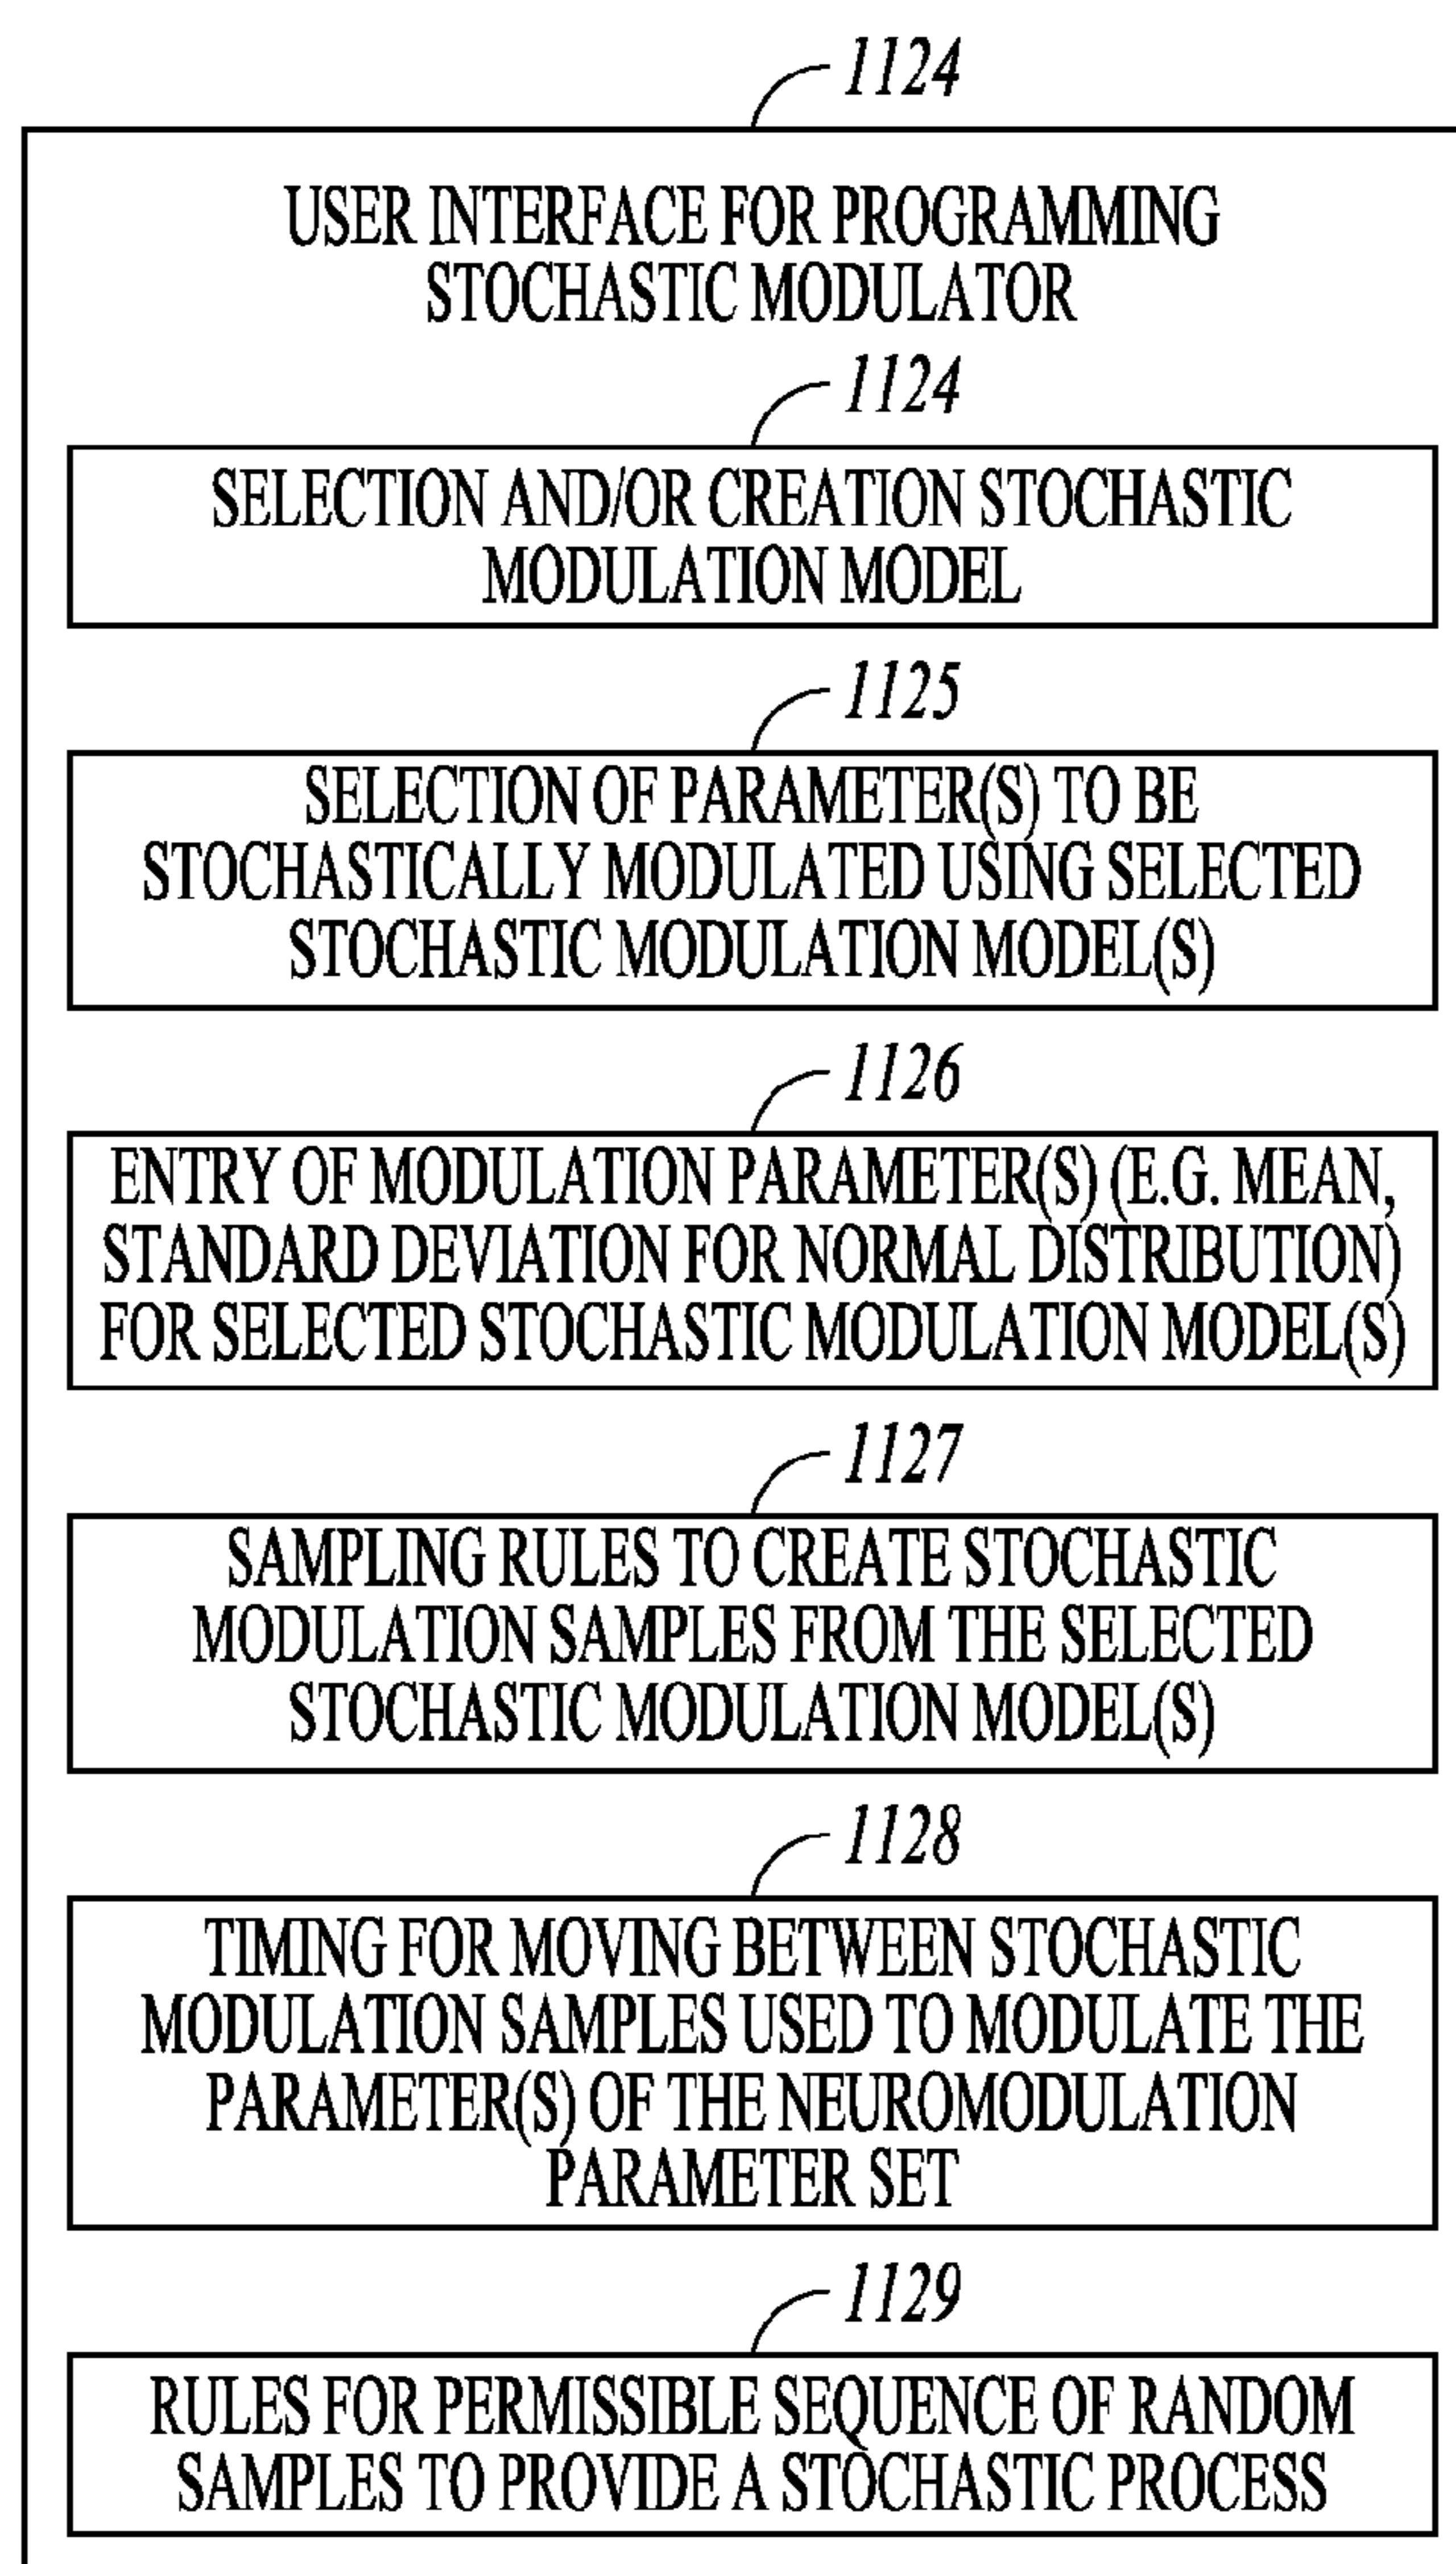 1124
USER INTERFACE FOR PROGRAMMING
STOCHASTIC MODULATOR
1124
SELECTION AND/OR CREATION STOCHASTIC
MODULATION MODEL
1125
SELECTION OF PARAMETER(S) TO BE
STOCHASTICALLY MODULATED USING SELECTED
STOCHASTIC MODULATION MODEL(S)
1126
ENTRY OF MODULATION PARAMETER(S) (E.G. MEAN,
STANDARD DEVIATION FOR NORMAL DISTRIBUTION)
FOR SELECTED STOCHASTIC MODULATION MODEL(S)
1127
SAMPLING RULES TO CREATE STOCHASTIC
MODULATION SAMPLES FROM THE SELECTED
STOCHASTIC MODULATION MODEL(S)
1128
TIMING FOR MOVING BETWEEN STOCHASTIC
MODULATION SAMPLES USED TO MODULATE THE
PARAMETER(S) OF THE NEUROMODULATION
PARAMETER SET
1129
RULES FOR PERMISSIBLE SEQUENCE OF RANDOM
SAMPLES TO PROVIDE A STOCHASTIC PROCESS